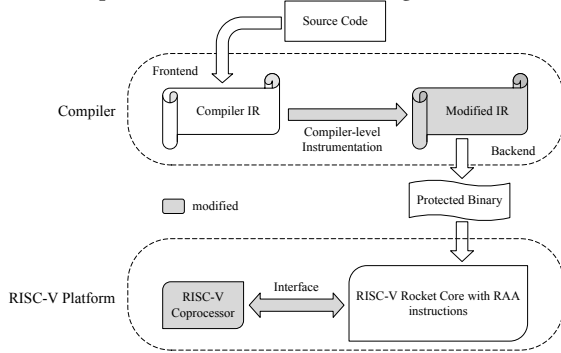 Source Code
Frontend
Compiler
Compiler IR
Compiler-level
Instrumentation
Modified IR
Backend
Protected Binary
modified
RISC-V Platform
RISC-V
Coprocessor
Interface
RISC-V Rocket Core with RAA
instructions